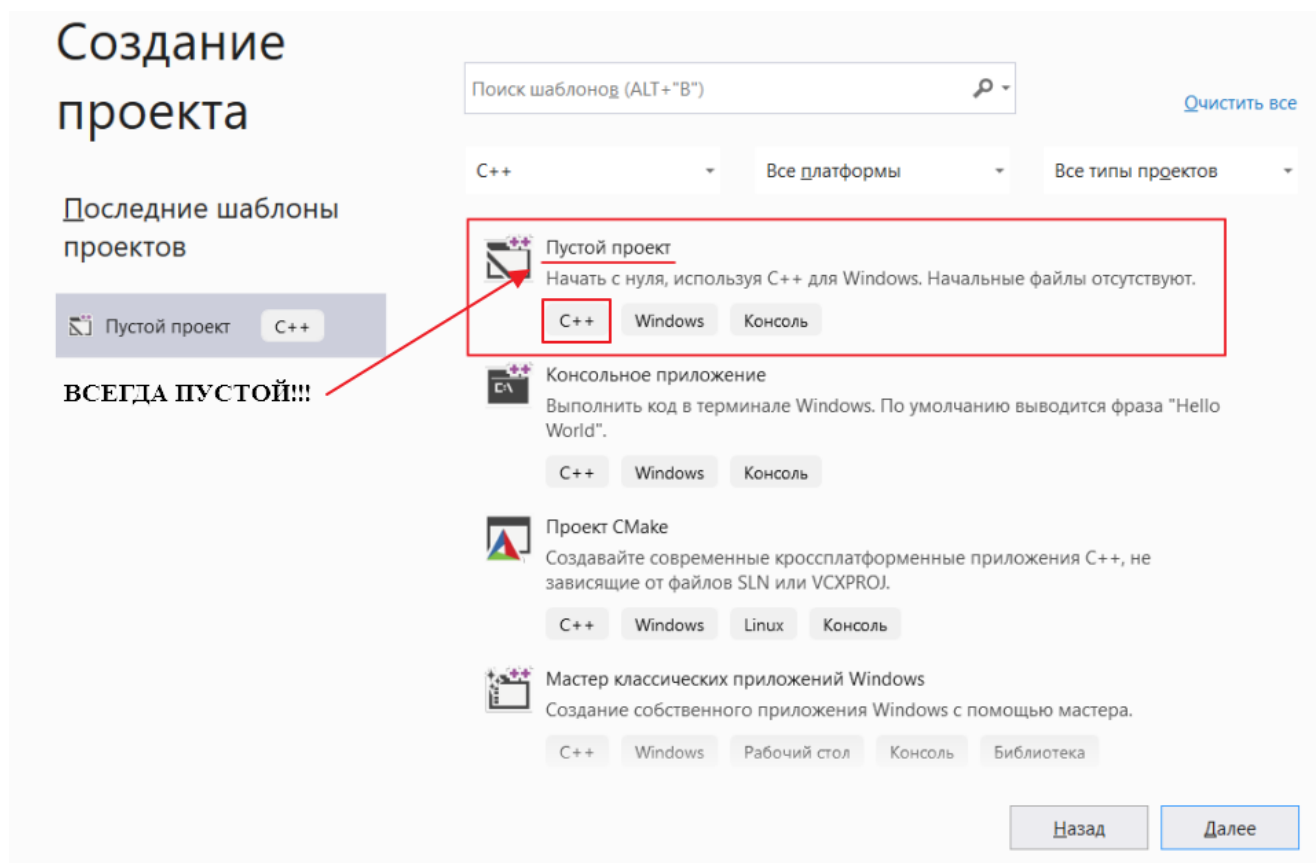 Создание
проекта
Последние шаблоны
проектов
Пустой проект C++
ВСЕГДА ПУСТОЙ!!!
Поиск шаблонов (ALT+"В")
Очистить все
C++
Все платформы
Все типы проектов
Пустой проект
Начать с нуля, используя C++ для Windows. Начальные файлы отсутствуют.
C++ Windows Консоль
Консольное приложение
Выполнить код в терминале Windows. По умолчанию выводится фраза "Hello
World".
C++ Windows Консоль
Проект CMake
Создавайте современные кроссплатформенные приложения C++, не
зависящие от файлов SLN или VCXPROJ.
C++ Windows Linux Консоль
Мастер классических приложений Windows
Создание собственного приложения Windows с помощью мастера.
C++ Windows Рабочий стол Консоль Библиотека
Назад
Далее